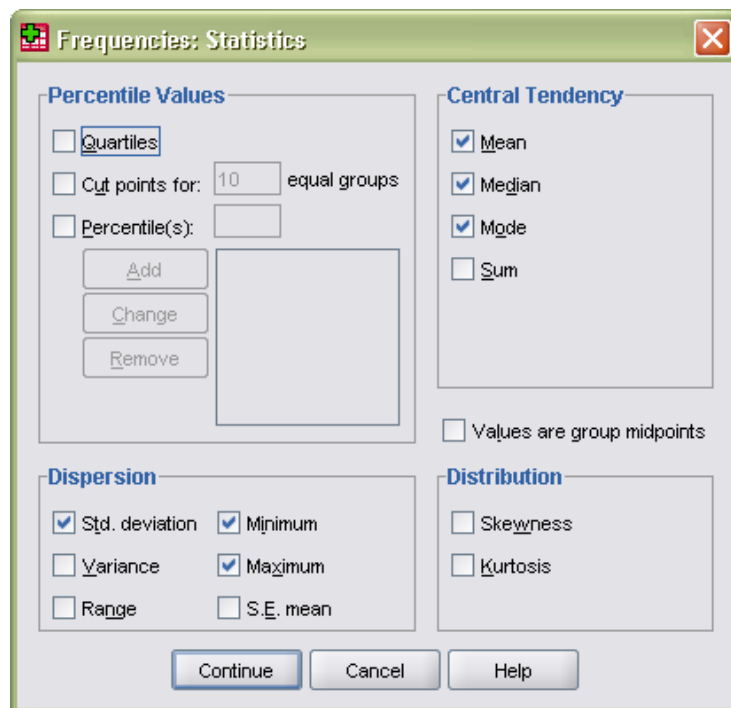 Frequencies: Statistics
Percentile Values
Quartiles
Cut points for: 10 equal groups
Percentile(s):
Add
Change
Remove
Central Tendency
Mean
Median
Mode
Sum
Values are group midpoints
Dispersion
Std. deviation
Minimum
Variance
Maximum
Range
S.E. mean
Distribution
Skewness
Kurtosis
Continue
Cancel
Help